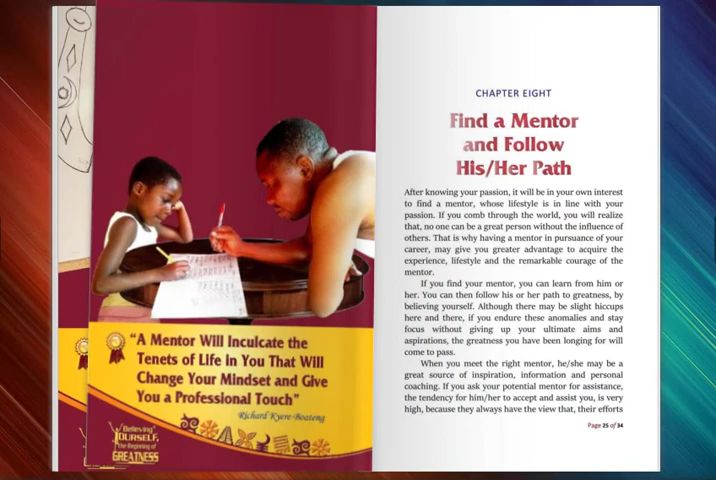 "A Mentor Will Inculcate the
Tenets of Life in You That Will
Change Your Mindset and Give
You a Professional Touch"
Richard Kyere-Boateng
Believing
YOURSELF,
the Beginning of
GREATNESS
CHAPTER EIGHT
Find a Mentor
and Follow
His/Her Path
After knowing your passion, it will be in your own interest
to find a mentor, whose lifestyle is in line with your
passion. If you comb through the world, you will realize
that, no one can be a great person without the influence of
others. That is why having a mentor in pursuance of your
career, may give you greater advantage to acquire the
experience, lifestyle and the remarkable courage of the
mentor.
If you find your mentor, you can learn from him or
her. You can then follow his or her path to greatness, by
believing yourself. Although there may be slight hiccups
here and there, if you endure these anomalies and stay
focus without giving up your ultimate aims and
aspirations, the greatness you have been longing for will
come to pass.
When you meet the right mentor, he/she may be a
great source of inspiration, information and personal
coaching. If you ask your potential mentor for assistance,
the tendency for him/her to accept and assist you, is very
high, because they always have the view that, their efforts
Page 25 of 34